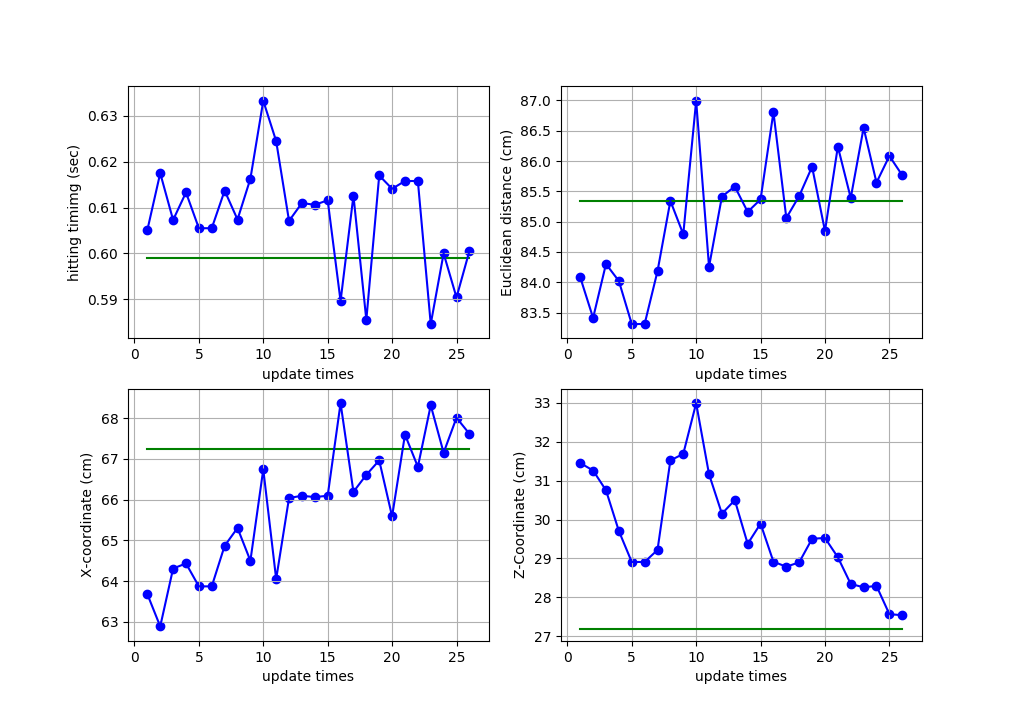 hitting timimg (sec)
0.63
0.62
0.61
0.60
0.59
0 5 10 15 20 25
update times
Euclidean distance (cm)
87.0
86.5
86.0
85.5
85.0
84.5
84.0
83.5
0 5 10 15 20 25
update times
X-coordinate (cm)
68
67
66
65
64
63
0 5 10 15 20 25
update times
Z-Coordinate (cm)
33
32
31
30
29
28
27
0 5 10 15 20 25
update times